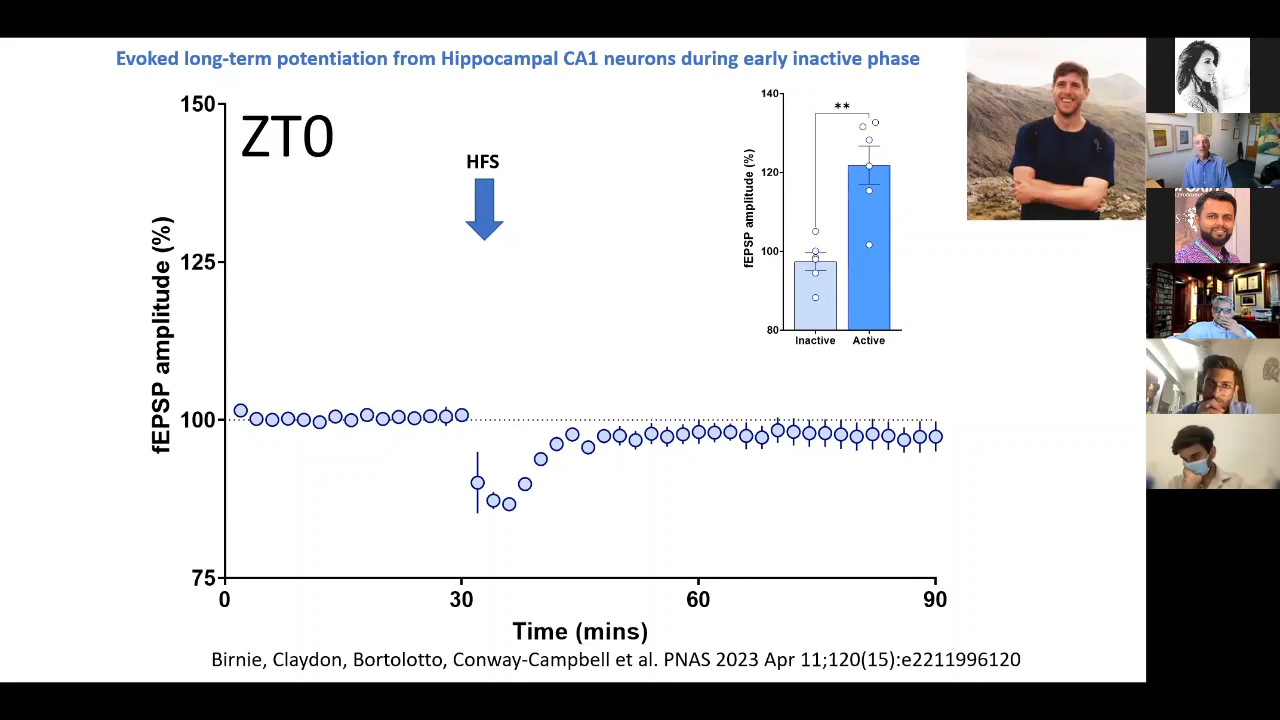 Evoked long-term potentiation from Hippocampal CA1 neurons during early inactive phase
ZT0
HFS
fEPSP amplitude (%)
150
125
100
75
0
30
60
90
Time (mins)
fEPSP amplitude (%)
140
120
100
80
**
Inactive
Active
Birnie, Claydon, Bortolotto, Conway-Campbell et al. PNAS 2023 Apr 11;120(15):e2211996120